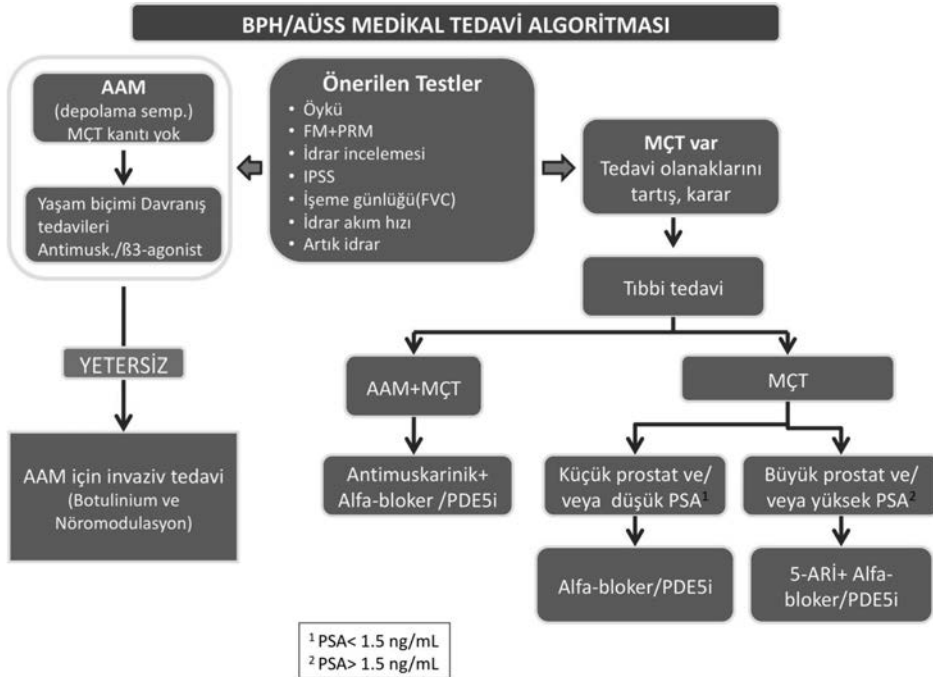 BPH/AÜSS MEDİKAL TEDAVİ ALGORİTMASI
AAM
(depolama semp.)
MÇT kanıtı yok
Yaşam biçimi Davranış
tedavileri
Antimusk./ß3-agonist
YETERSİZ
AAM için invaziv tedavi
(Botulinium ve
Nöromodulasyon)
Önerilen Testler
• Öykü
• FM+PRM
• İdrar incelemesi
• IPSS
• İşeme günlüğü(FVC)
• İdrar akım hızı
• Artık idrar
MÇT var
Tedavi olanaklarını
tartış, karar
Tıbbi tedavi
AAM+MÇT
Antimuskarinik+
Alfa-bloker /PDE5i
MÇT
Küçük prostat ve/
veya düşük PSA¹
Alfa-bloker/PDE5i
Büyük prostat ve/
veya yüksek PSA²
5-ARİ+ Alfa-
bloker/PDE5i
¹ PSA< 1.5 ng/mL
² PSA> 1.5 ng/mL